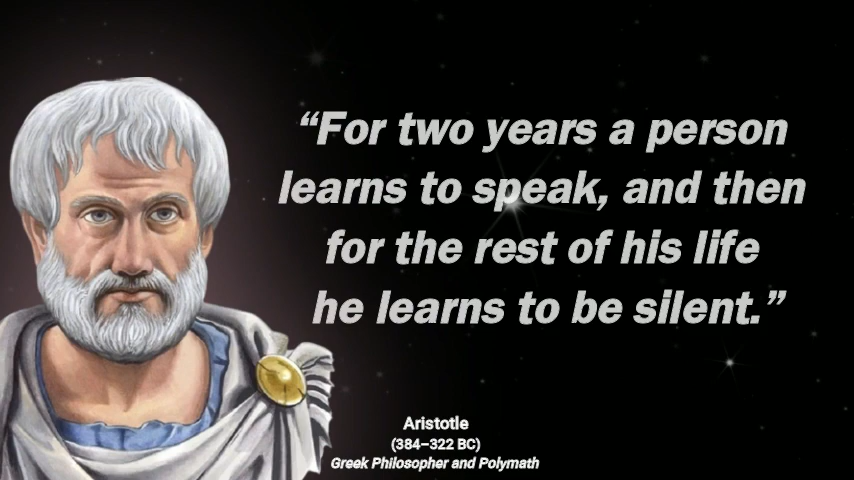 “For two years a person
learns to speak, and then
for the rest of his life
he learns to be silent.”
Aristotle
(384–322 BC)
Greek Philosopher and Polymath